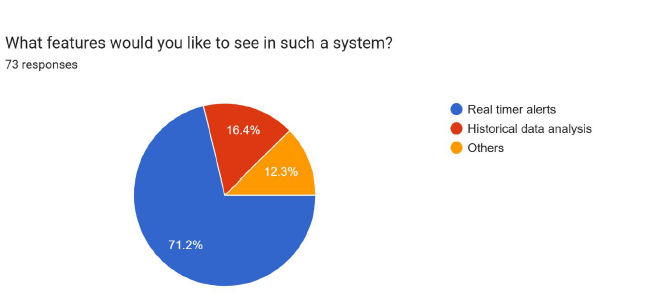 What features would you like to see in such a system?
73 responses
Real timer alerts
Historical data analysis
Others
16.4%
12.3%
71.2%